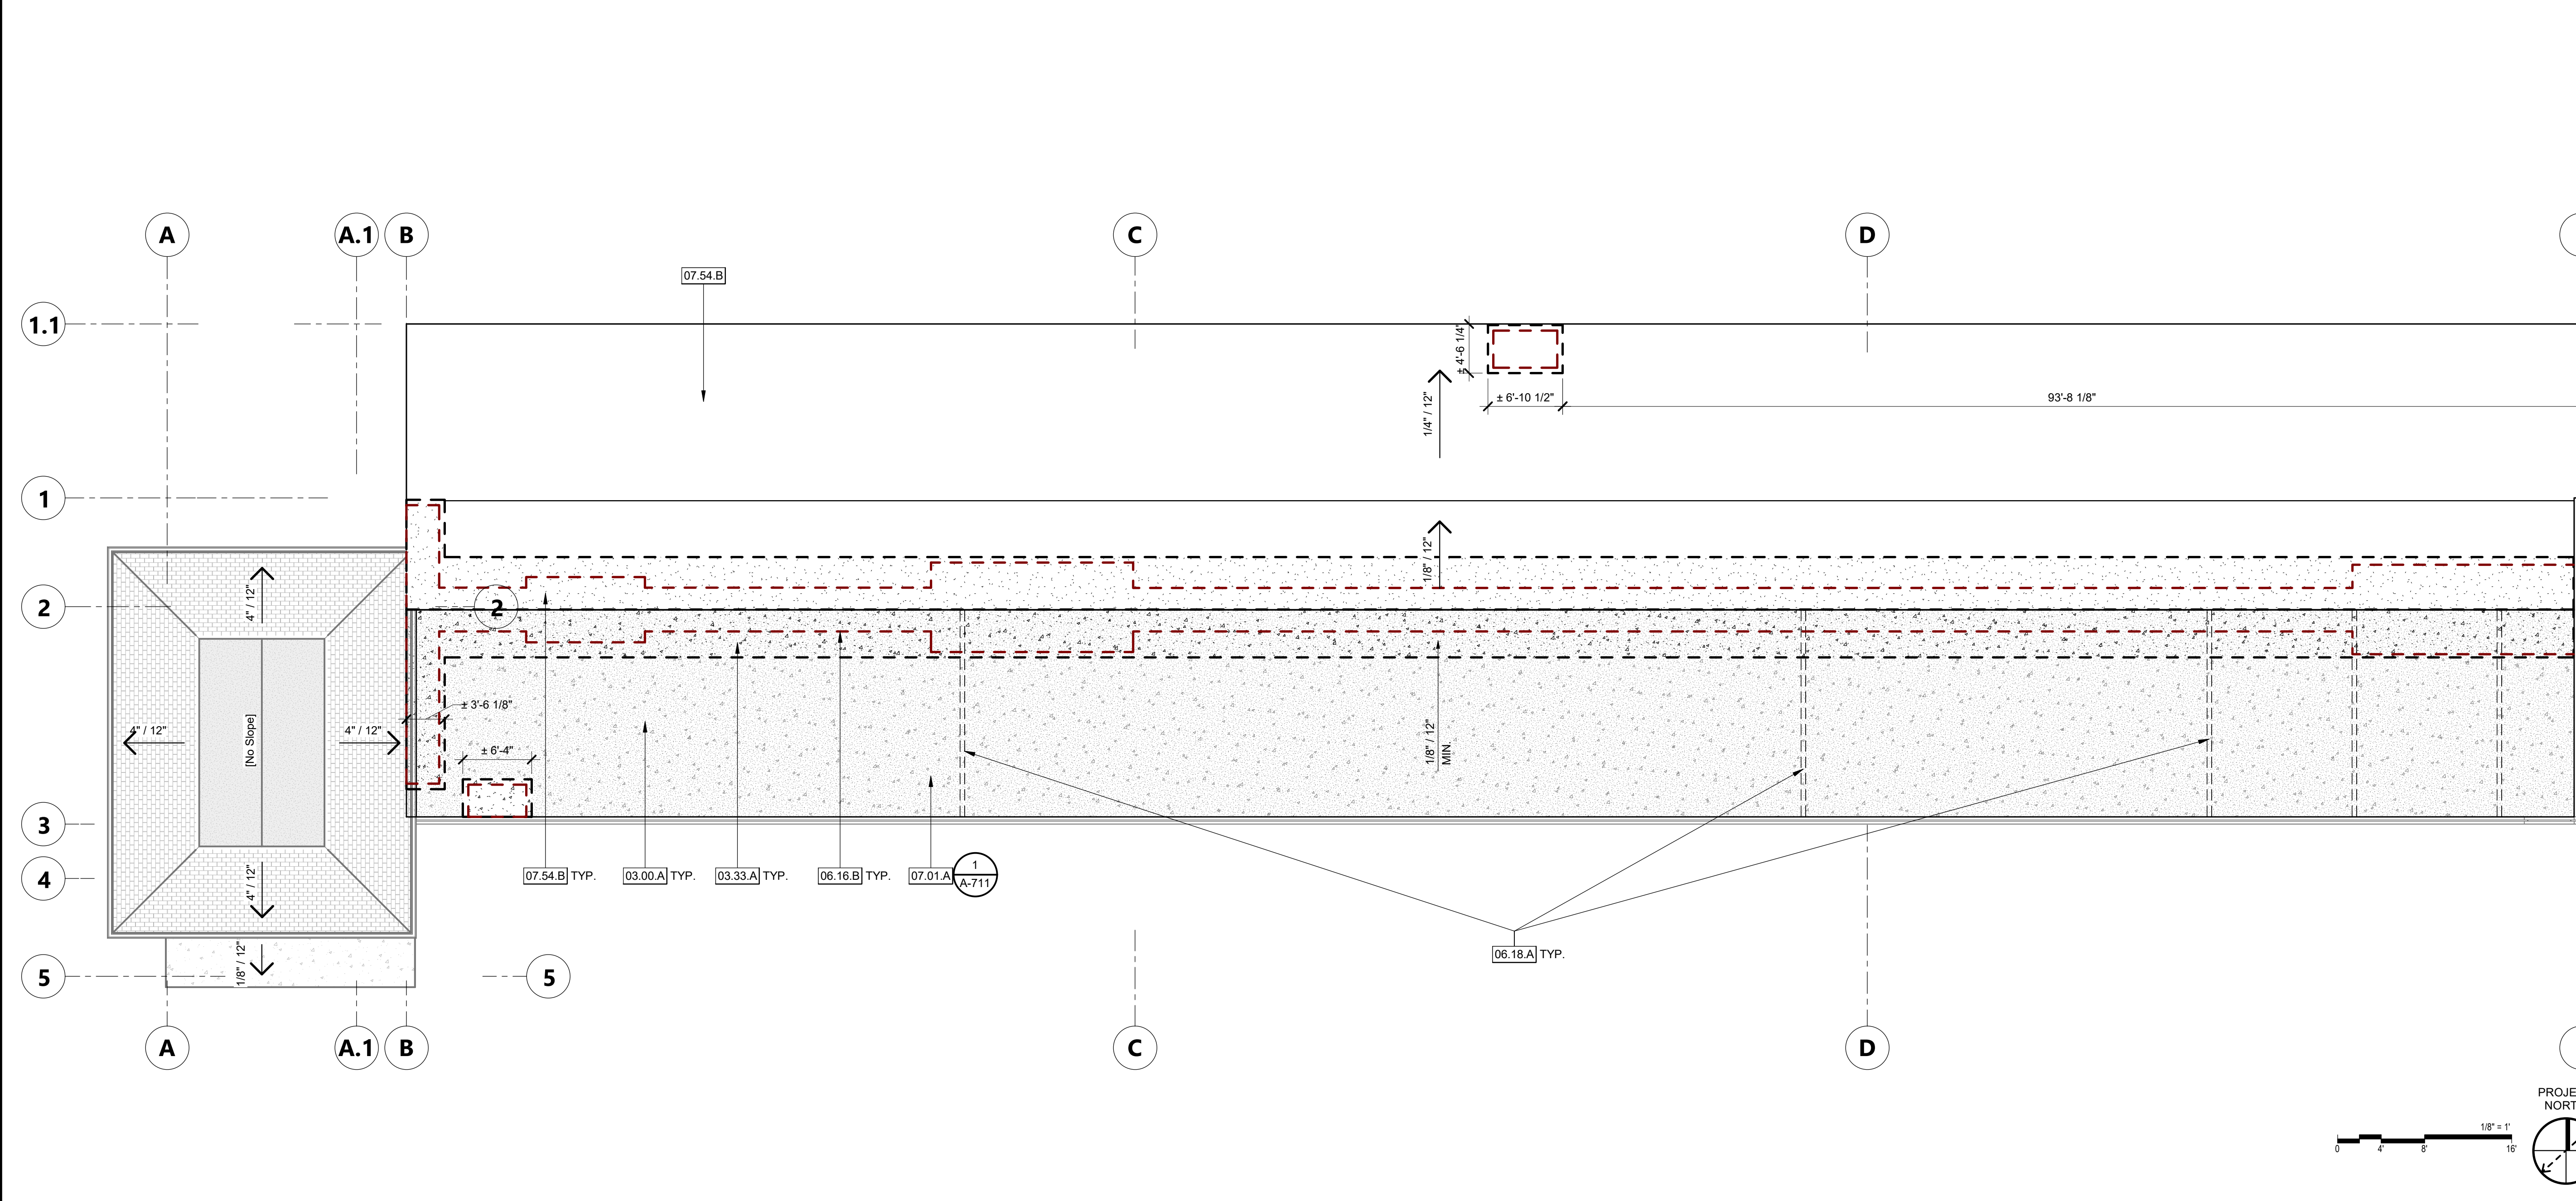 A
A.1
B
C
D
07.54.B
1.1
± 4'-6 1/4"
± 6'-10 1/2"
93'-8 1/8"
1/4" / 12"
1
1/8" / 12"
4" / 12"
2
2
± 3'-6 1/8"
4" / 12"
[No Slope]
4" / 12"
± 6'-4"
1/8" / 12"
MIN.
3
4
4" / 12"
07.54.B TYP.
03.00.A TYP.
03.33.A TYP.
06.16.B TYP.
07.01.A
1
A-711
06.18.A TYP.
5
1/8" / 12"
5
A
A.1
B
C
D
PROJE
NORT
1/8" = 1'
0
4'
8'
16'